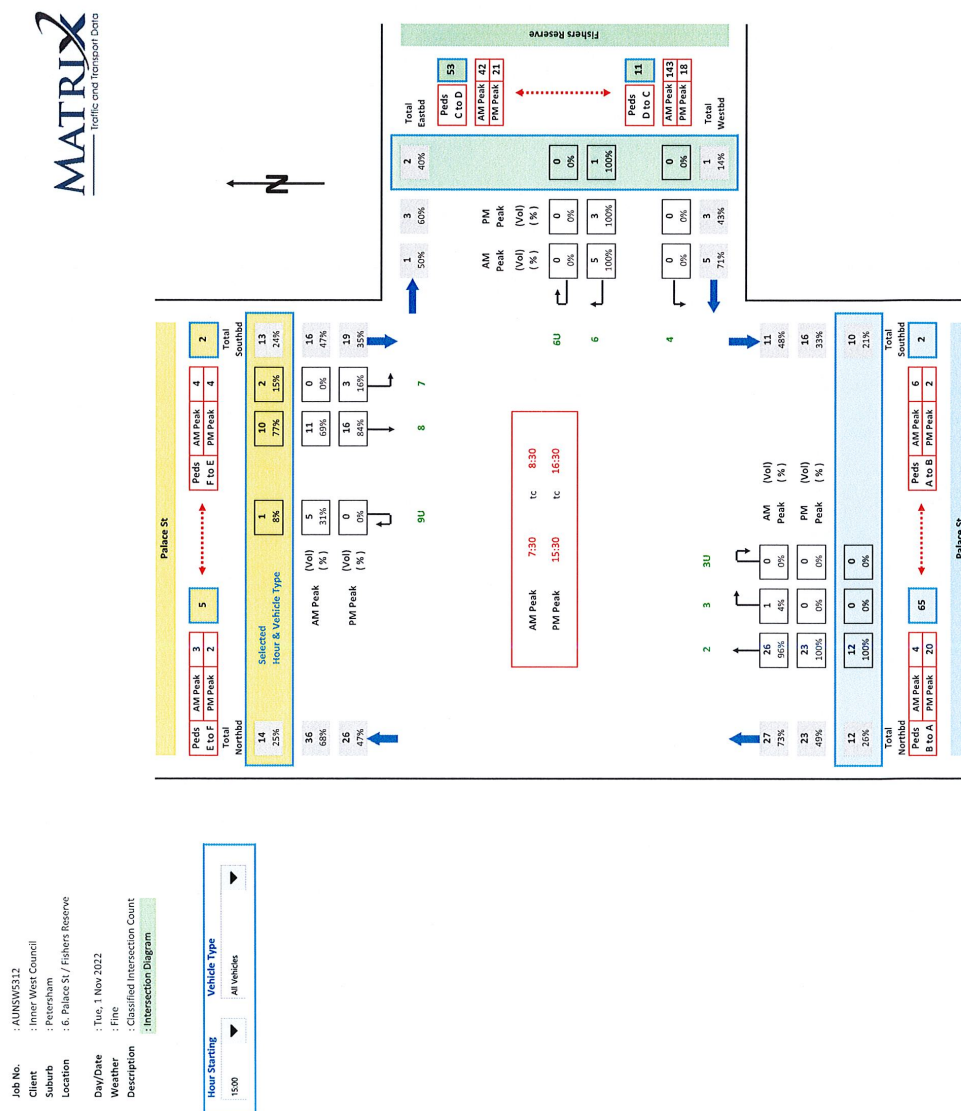 Job No. : AUNSW5312
Client : Inner West Council
Suburb : Petersham
Location : 6. Palace St / Fishers Reserve
Day/Date : Tue, 1 Nov 2022
Weather : Fine
Description : Classified Intersection Count
: Intersection Diagram
MATRIX
Traffic and Transport Data
Hour Starting Vehicle Type
15:00 All Vehicles
Palace St
Peds AM Peak 3 5 Peds AM Peak 4 2
E to F PM Peak 2 F to E PM Peak 4
Total Northbd
Total Southbd
Selected
Hour & Vehicle Type
14 1 10 2 13
25% 8% 77% 15% 24%
AM Peak (Vol)
( % )
36 5 11 0 16
68% 31% 69% 0% 47%
PM Peak (Vol)
( % )
26 0 16 3 19
47% 0% 84% 16% 35%
9U 8 7
N
Total
Eastbd
1 3 2
50% 60% 40%
Peds
C to D
53
AM Peak 42
PM Peak 21
Fishers Reserve
AM
Peak
(Vol)
( % )
PM
Peak
(Vol)
( % )
6U 0 0 0
0% 0% 0%
6 5 3 1
100% 100% 100%
4 0 0 0
0% 0% 0%
5 3 1
71% 43% 14%
Total
Westbd
Peds
D to C
11
AM Peak 143
PM Peak 18
AM Peak 7:30 tc 8:30
PM Peak 15:30 tc 16:30
2 3 3U
27 26 1 0 AM (Vol) 11
73% 96% 4% 0% Peak ( % ) 48%
23 23 0 0 PM (Vol) 16
49% 100% 0% 0% Peak ( % ) 33%
12 12 0 0 10
26% 100% 0% 0% 21%
Total Northbd
Total Southbd
Peds AM Peak 4 65 Peds AM Peak 6 2
B to A PM Peak 20 A to B PM Peak 2
Palace St